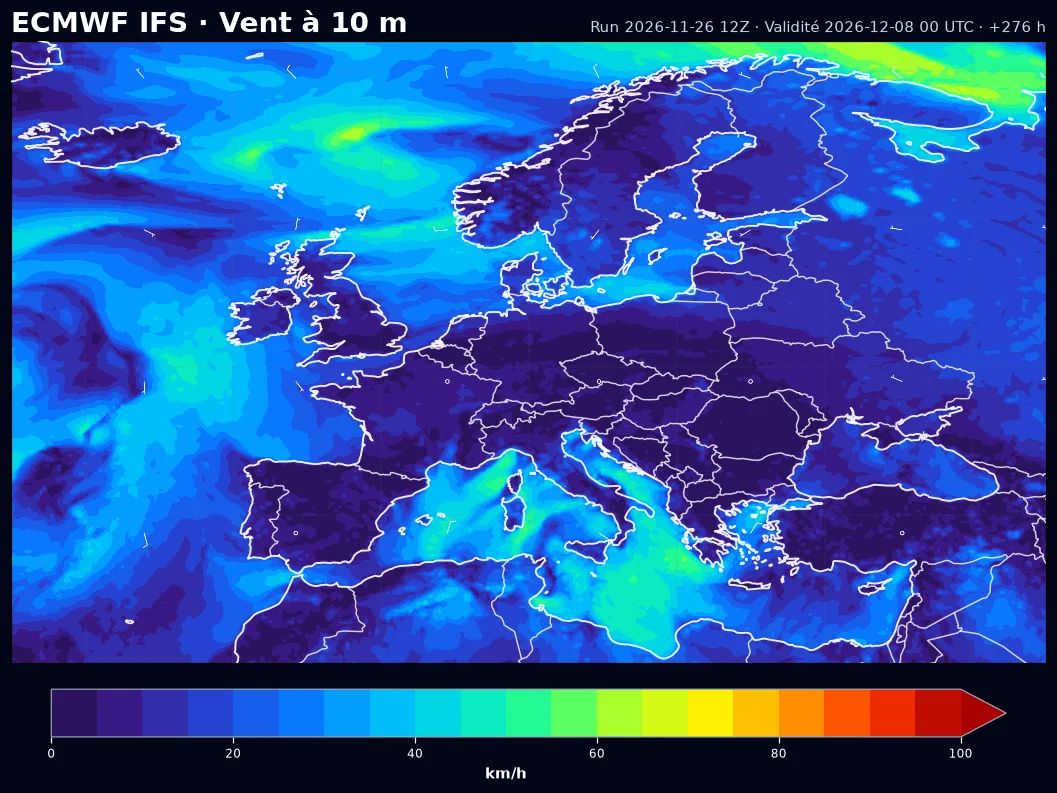 ECMWF IFS · Vent à 10 m
Run 2026-11-26 12Z · Validité 2026-12-08 00 UTC · +276 h
0 20 40 60 80 100
km/h